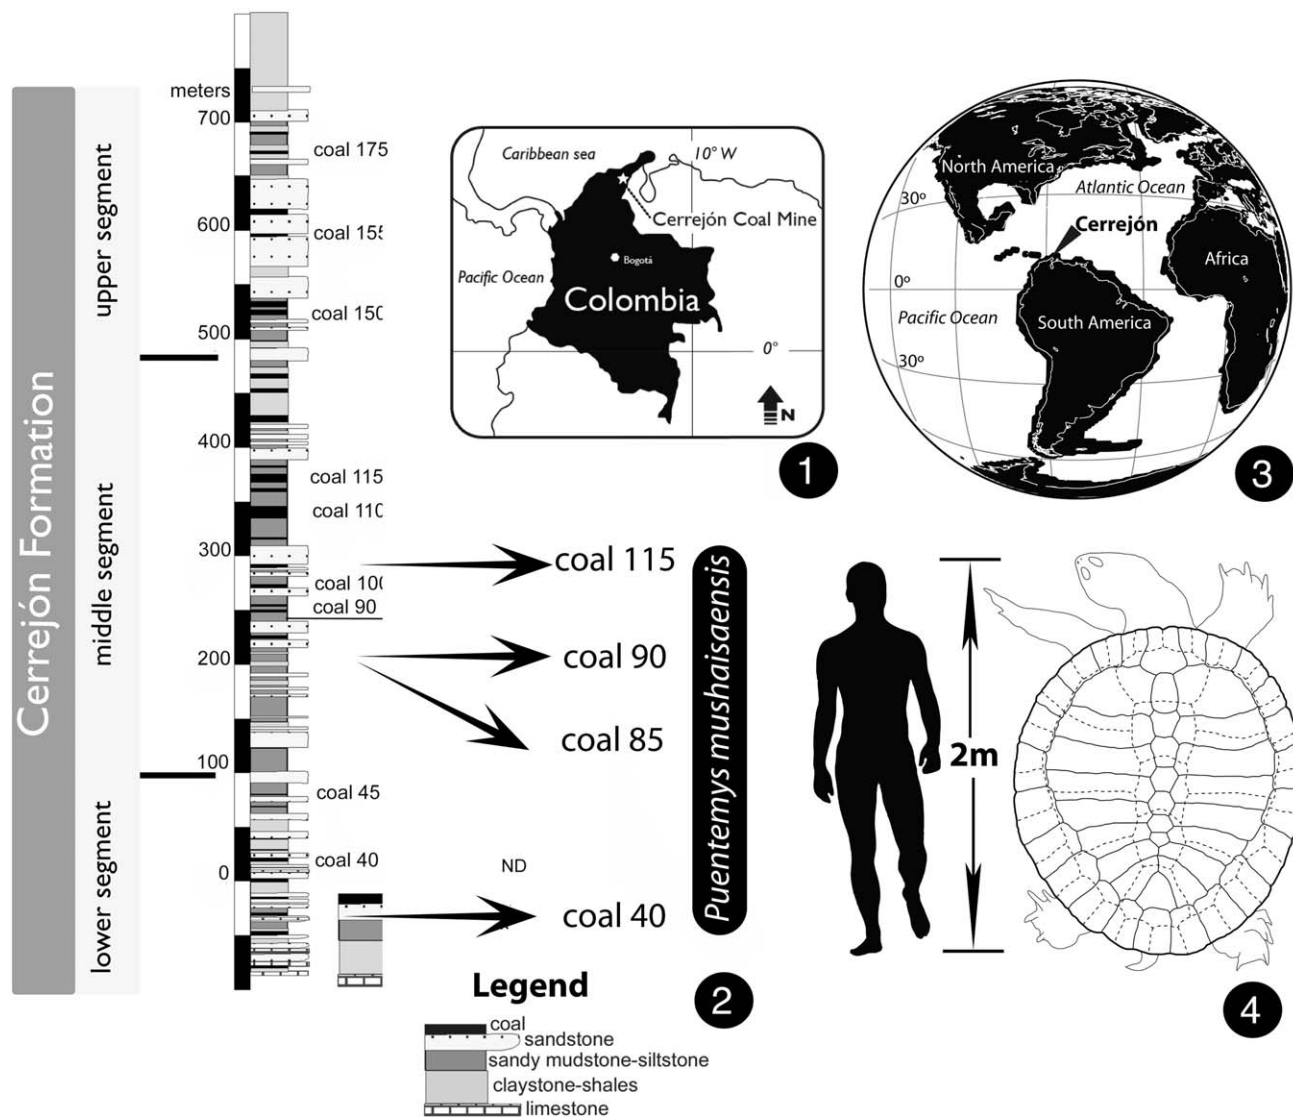 Cerrejón Formation
upper segment
middle segment
lower segment
meters
700
600
500
400
300
200
100
0
coal 175
coal 155
coal 150
coal 115
coal 110
coal 100
coal 90
coal 45
coal 40
coal 115
coal 90
coal 85
ND
coal 40
Puentemys mushaisaensis
2
Legend
coal
sandstone
sandy mudstone-siltstone
claystone-shales
limestone
Caribbean sea
10° W
Cerrejón Coal Mine
Bogotá
Pacific Ocean
Colombia
0°
N
1
North America
Atlantic Ocean
30°
Cerrejón
Africa
0°
Pacific Ocean
South America
30°
3
2m
4